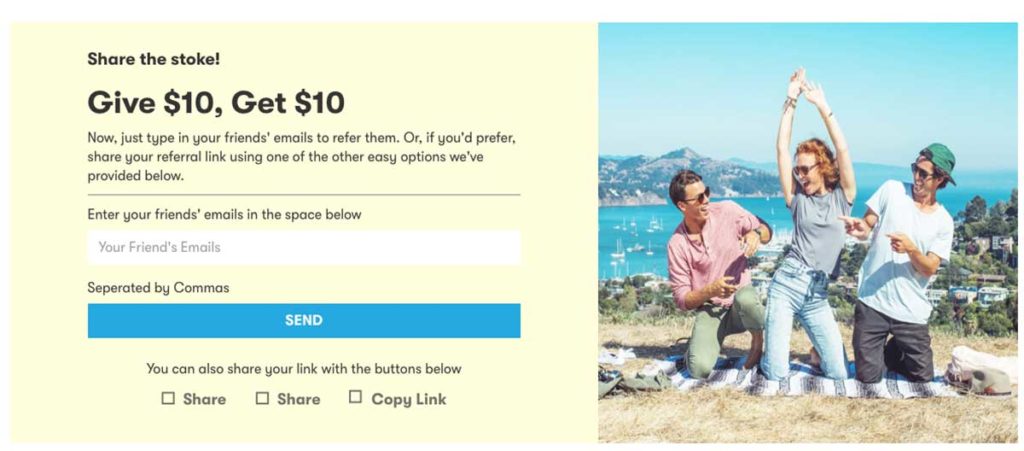 Share the stoke!
Give $10, Get $10
Now, just type in your friends' emails to refer them. Or, if you'd prefer,
share your referral link using one of the other easy options we've
provided below.
Enter your friends' emails in the space below
Your Friend's Emails
Seperated by Commas
SEND
You can also share your link with the buttons below
Share Share Copy Link